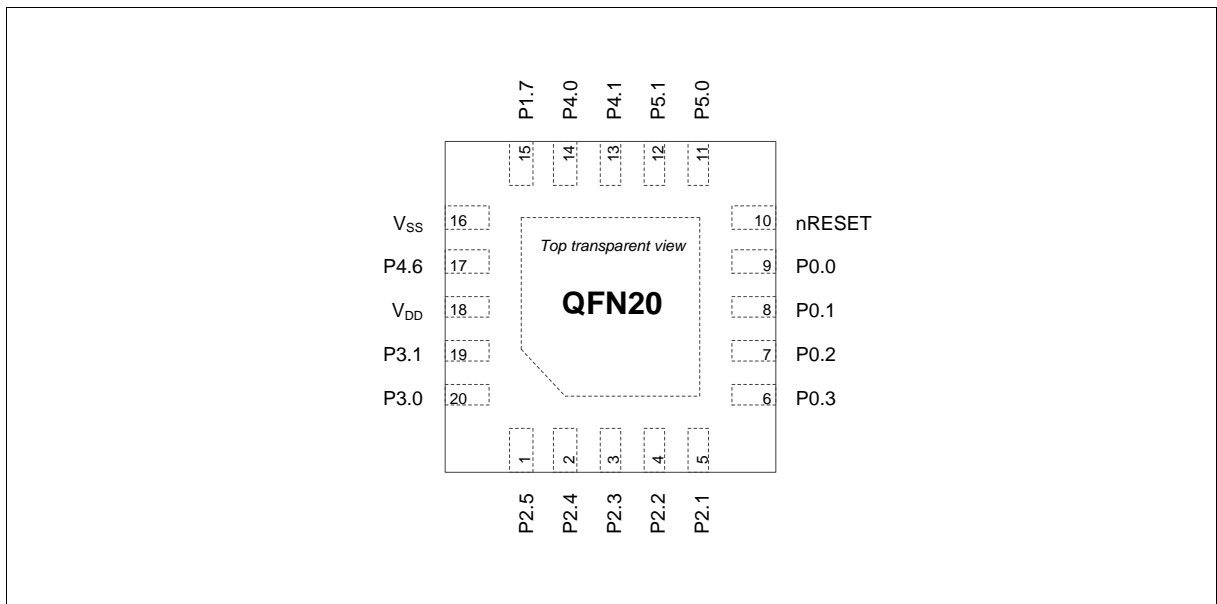 P1.7 P4.0 P4.1 P5.1 P5.0
15 14 13 12 11
VSS 16 10 nRESET
Top transparent view
P4.6 17 9 P0.0
QFN20
VDD 18 8 P0.1
P3.1 19 7 P0.2
P3.0 20 6 P0.3
1 2 3 4 5
P2.5 P2.4 P2.3 P2.2 P2.1